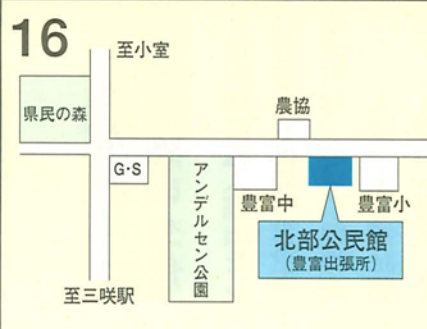 16
至小室
県民の森
農協
G・S
アンデルセン公園
豊富中
豊富小
北部公民館
(豊富出張所)
至三咲駅